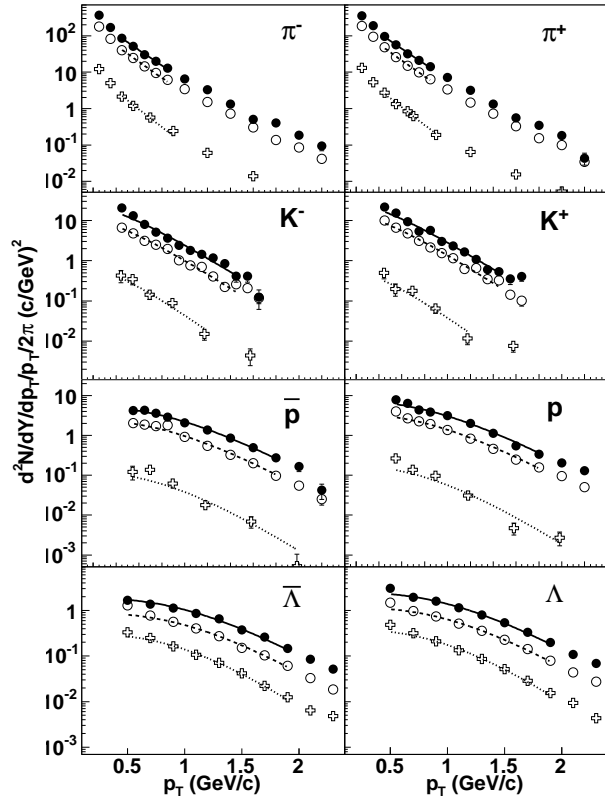 π⁻ π⁺
10²
10
1
10⁻¹
10⁻²
K⁻ K⁺
10
1
10⁻¹
10⁻²
p̅ p
10
1
10⁻¹
10⁻²
10⁻³
Λ̅ Λ
1
10⁻¹
10⁻²
10⁻³
d²N/dY/dp_T/p_T/2π (c/GeV)²
0.5 1 1.5 2 0.5 1 1.5 2
p_T (GeV/c) p_T (GeV/c)